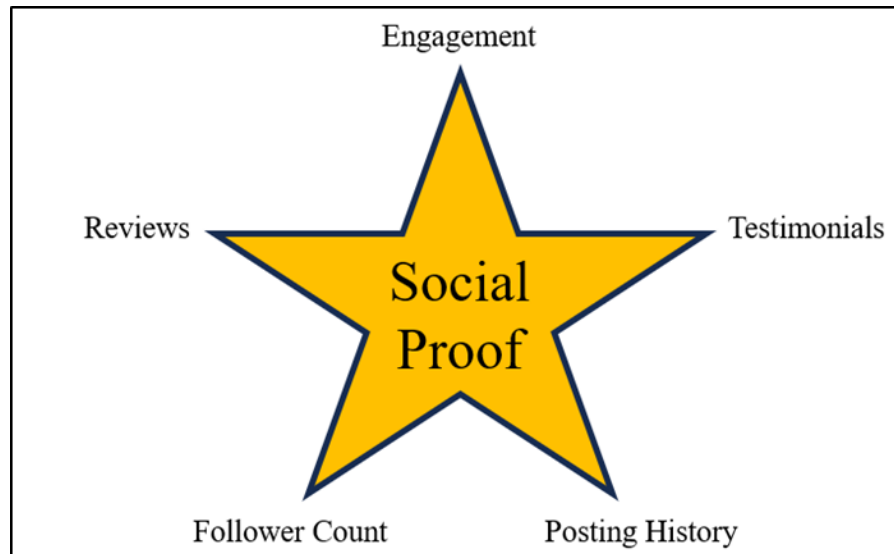 Engagement
Reviews
Testimonials
Social
Proof
Follower Count
Posting History